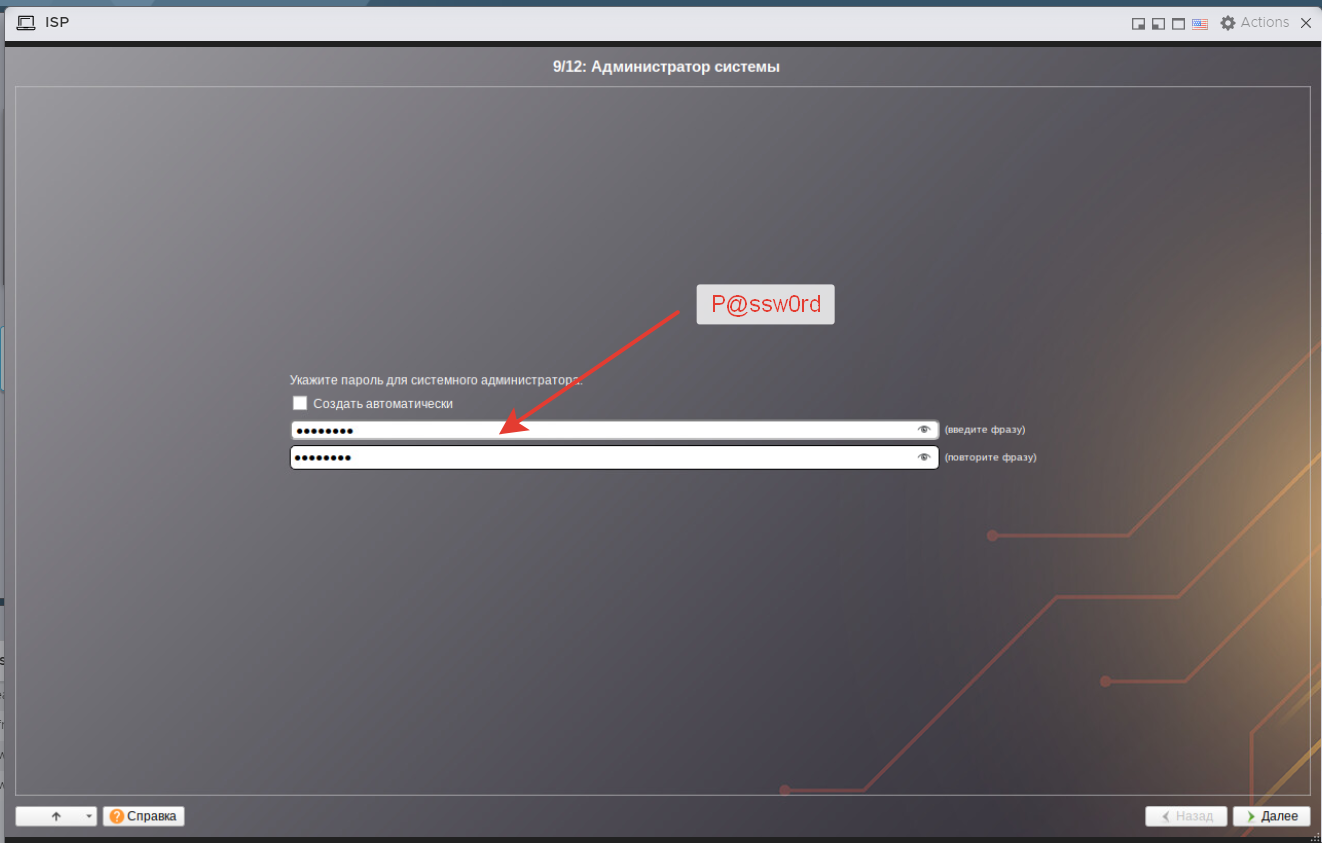 ISP
Actions
9/12: Администратор системы
P@ssw0rd
Укажите пароль для системного администратора:
Создать автоматически
(введите фразу)
(повторите фразу)
Справка
Назад
Далее